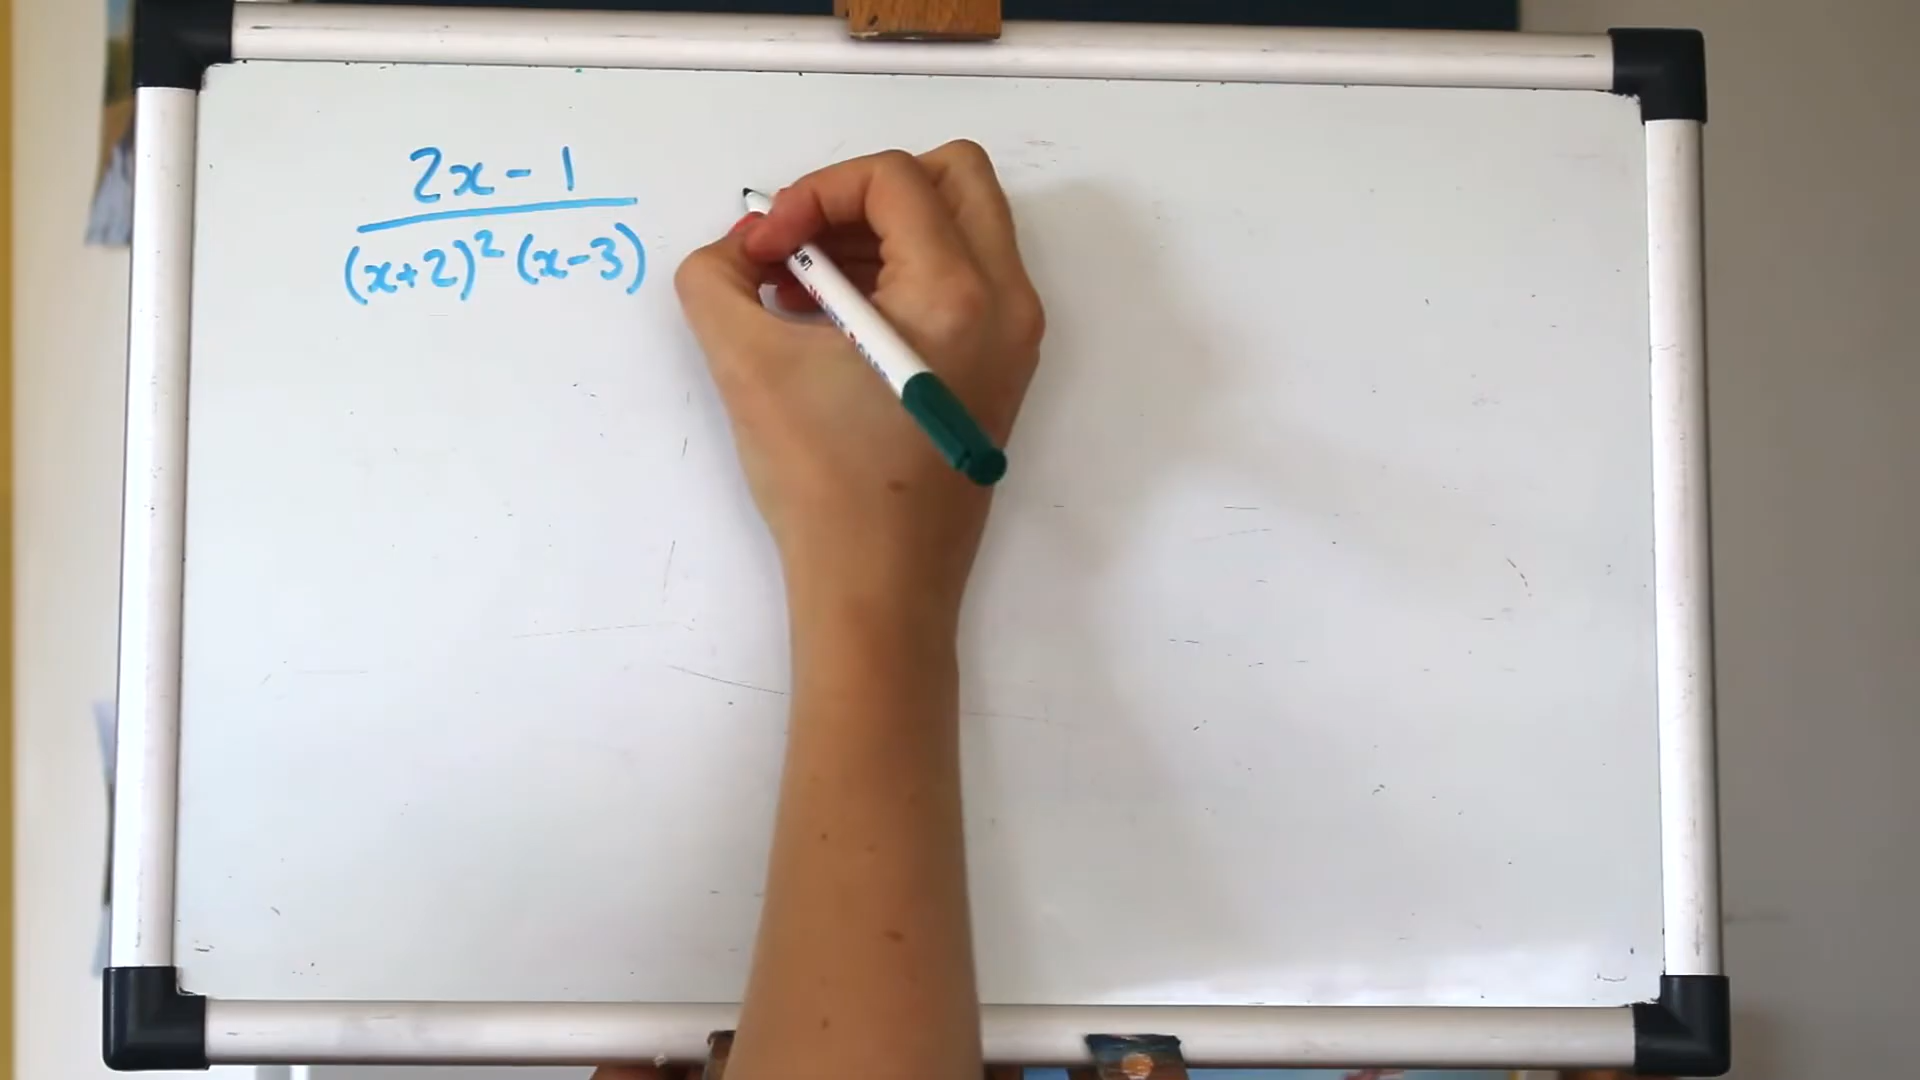 2x - 1
(x+2)² (x-3)